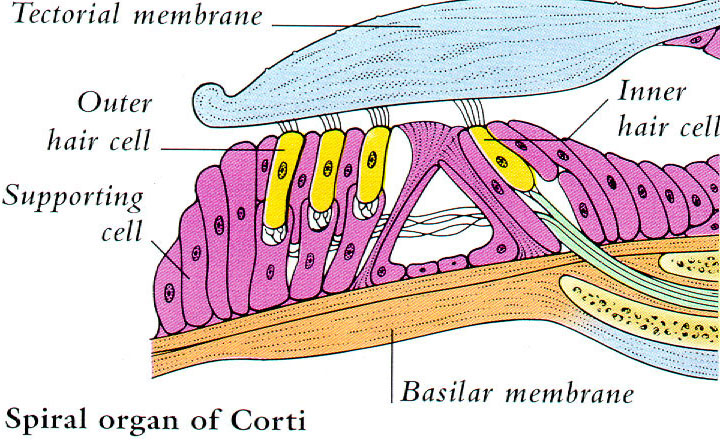 Tectorial membrane
Outer
hair cell
Supporting
cell
Inner
hair cell
Basilar membrane
Spiral organ of Corti